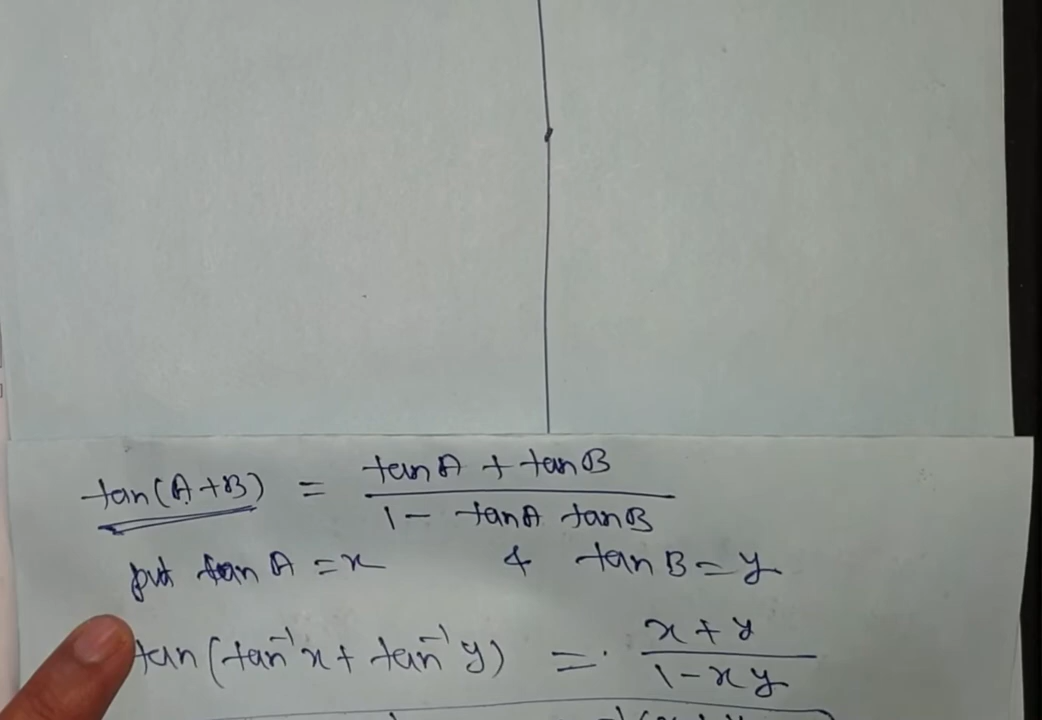 tan(A+B) = tanA + tanB / 1 - tanA tanB
put tan A = x & tan B = y
tan(tan⁻¹x + tan⁻¹y) = x + y / 1 - xy